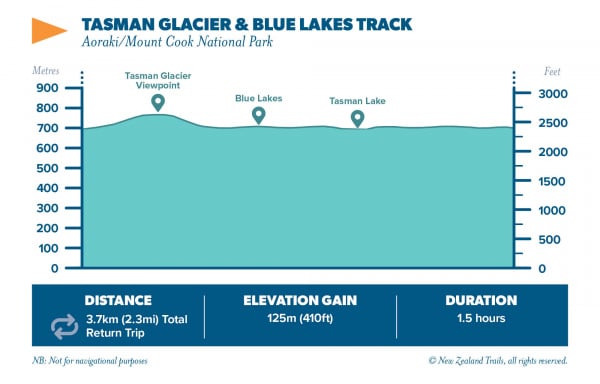 TASMAN GLACIER & BLUE LAKES TRACK
Aoraki/Mount Cook National Park
Metres
Feet
Tasman Glacier
Viewpoint
Blue Lakes
Tasman Lake
900
800
700
600
500
400
300
200
100
0
3000
2500
2000
1500
1000
500
0
DISTANCE
3.7km (2.3mi) Total
Return Trip
ELEVATION GAIN
125m (410ft)
DURATION
1.5 hours
NB: Not for navigational purposes
© New Zealand Trails, all rights reserved.